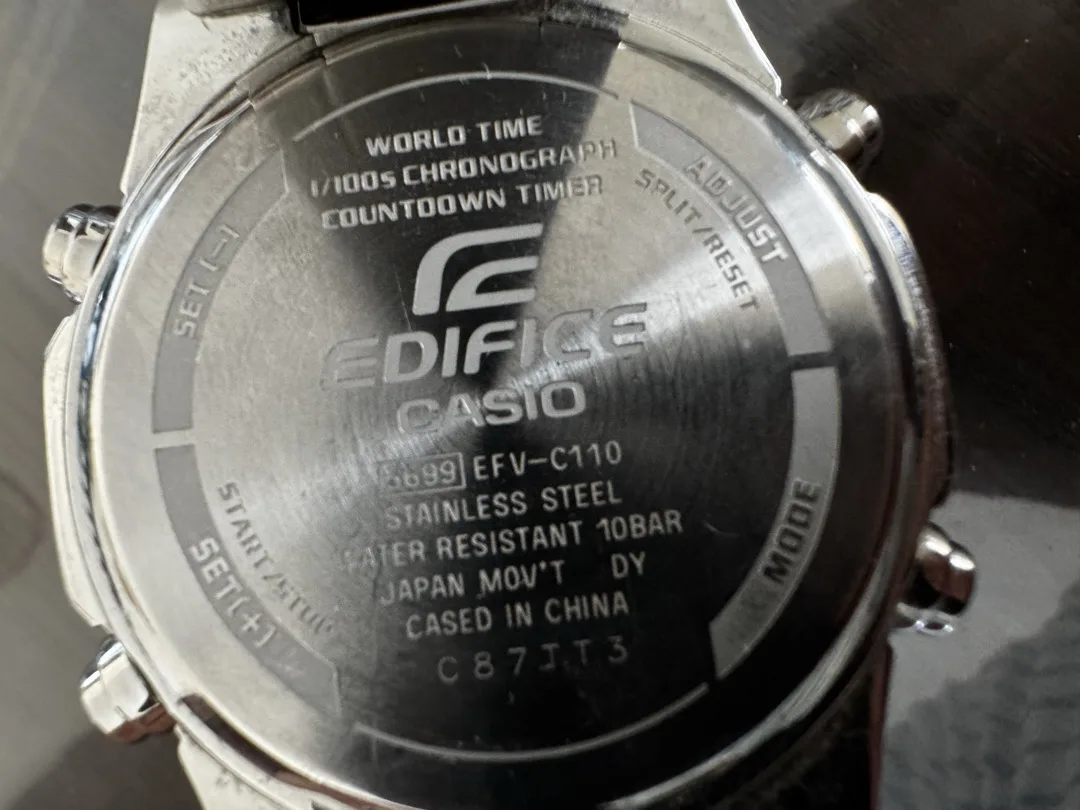 WORLD TIME
1/100s CHRONOGRAPH
COUNTDOWN TIMER
ADJUST
SPLIT/RESET
SET(-)
EDIFICE
CASIO
5699 EFV-C110
STAINLESS STEEL
WATER RESISTANT 10BAR
JAPAN MOV'T DY
CASED IN CHINA
C87JT3
START/STOP
SET(+)
MODE